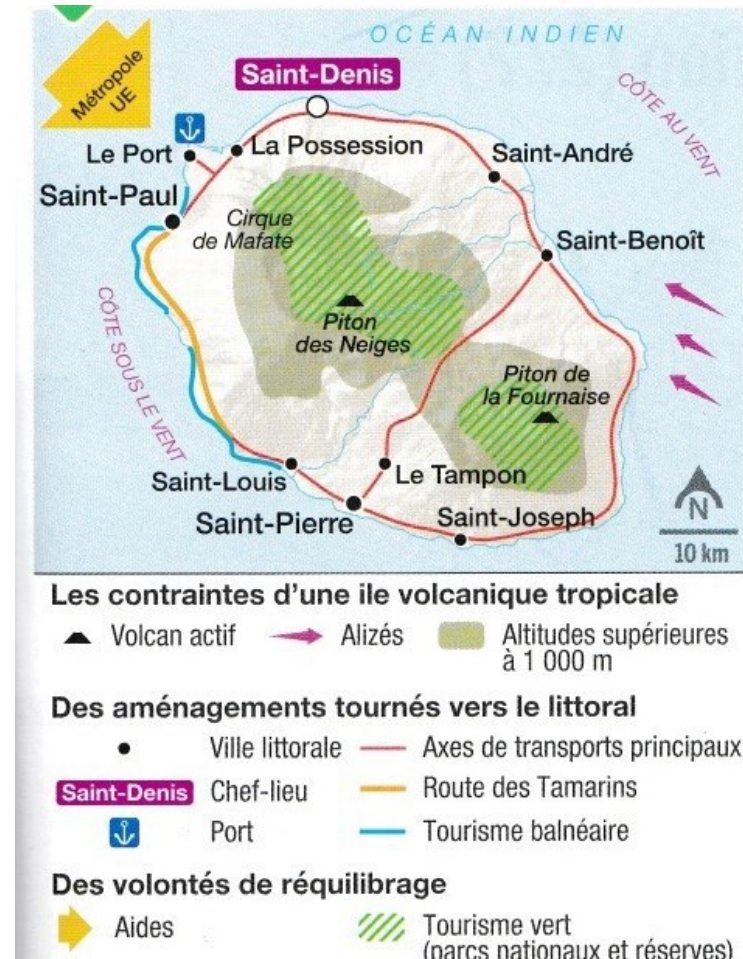 OCÉAN INDIEN
Métropole
UE
Saint-Denis
CÔTE AU VENT
Le Port
La Possession
Saint-André
Saint-Paul
Cirque
de Mafate
Saint-Benoît
CÔTE SOUS LE VENT
Piton
des Neiges
Piton de
la Fournaise
Saint-Louis
Le Tampon
Saint-Pierre
Saint-Joseph
N
10 km
Les contraintes d'une ile volcanique tropicale
Volcan actif
Alizés
Altitudes supérieures
à 1 000 m
Des aménagements tournés vers le littoral
Ville littorale
Axes de transports principaux
Saint-Denis
Chef-lieu
Route des Tamarins
Port
Tourisme balnéaire
Des volontés de réquilibrage
Aides
Tourisme vert
(parcs nationaux et réserves)